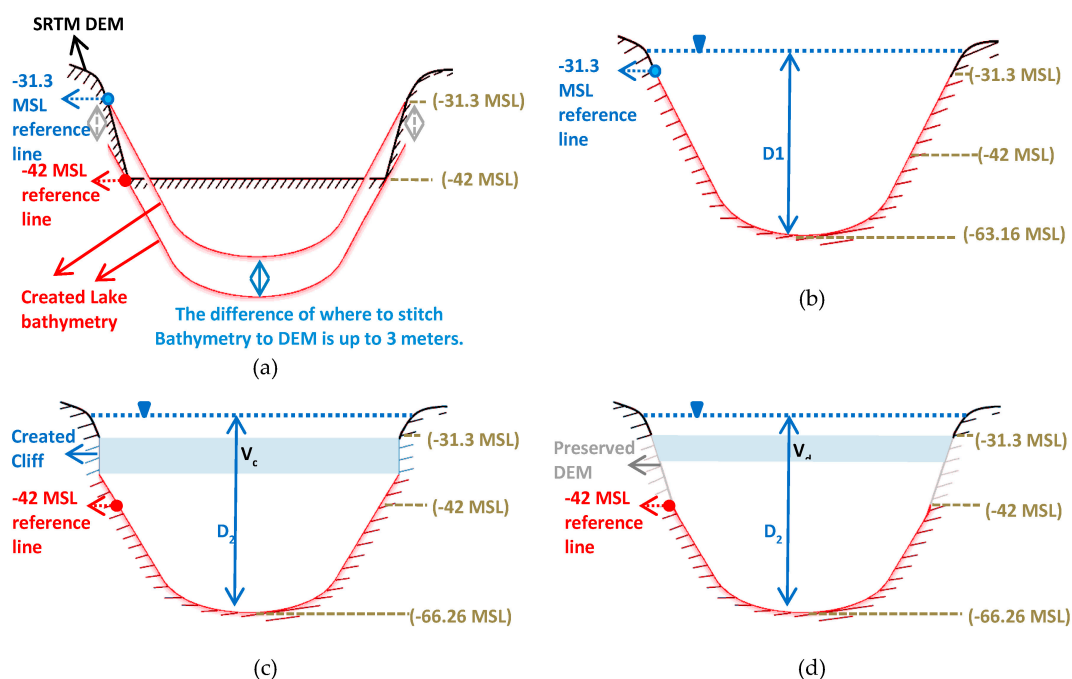 SRTM DEM
-31.3
MSL
reference
line
-42 MSL
reference
line
(-31.3 MSL)
(-42 MSL)
Created Lake
bathymetry
The difference of where to stitch
Bathymetry to DEM is up to 3 meters.
(a)
-31.3
MSL
reference
line
D1
(-31.3 MSL)
(-42 MSL)
(-63.16 MSL)
(b)
Created
Cliff
-42 MSL
reference
line
Vc
D2
(-31.3 MSL)
(-42 MSL)
(-66.26 MSL)
(c)
Preserved
DEM
-42 MSL
reference
line
Vd
D2
(-31.3 MSL)
(-42 MSL)
(-66.26 MSL)
(d)